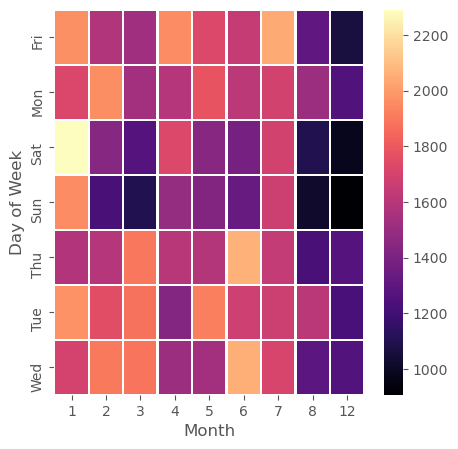 Fri
Mon
Sat
Sun
Thu
Tue
Wed
Day of Week
1 2 3 4 5 6 7 8 12
Month
2200
2000
1800
1600
1400
1200
1000